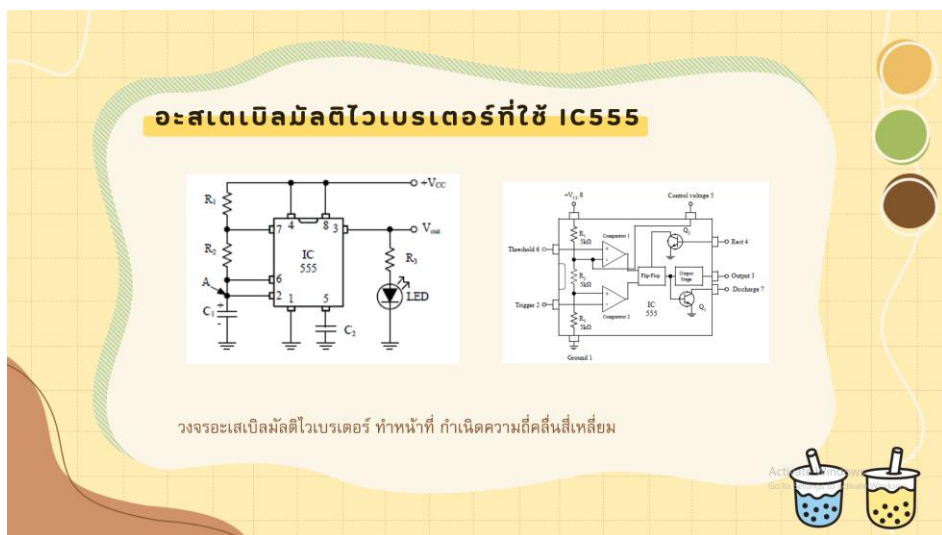 อะสเตเบิลมัลติไวเบรเตอร์ที่ใช้ IC555
+VCC
R1
7 4 8 3
Vout
R2
IC
555
R3
A
6
2
LED
C1
+
-
1 5
C2
+VCC 8
Control voltage 5
R1
5kΩ
Comparator 1
Q2
Threshold 6
+
-
Rest 4
R2
5kΩ
Flip-Flop
Output
Stage
Output 3
Discharge 7
Trigger 2
+
-
IC
555
Q1
R3
5kΩ
Comparator 2
Ground 1
วงจรอะเสเบิลมัลติไวเบรเตอร์ ทำหน้าที่ กำเนิดความถี่คลื่นสี่เหลี่ยม
Activate Windows